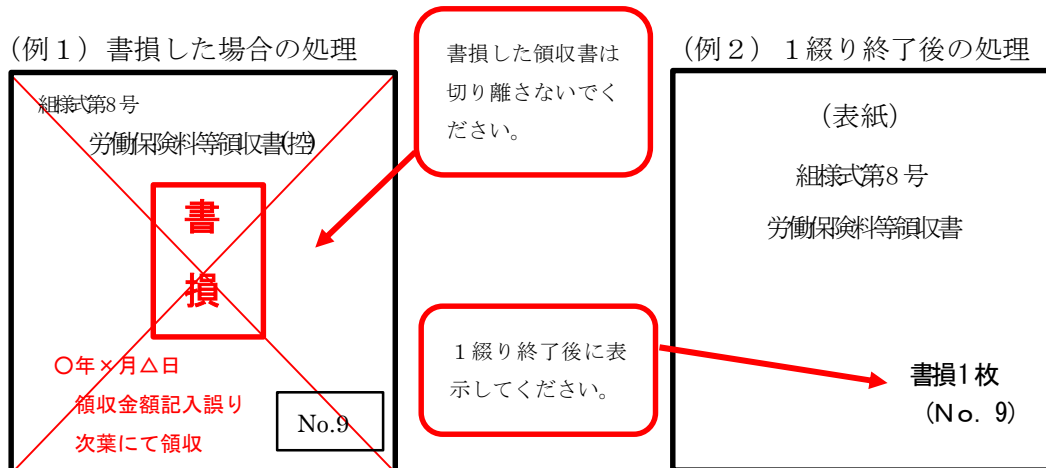 (例1)書損した場合の処理
組様式第8号
労働保険料等領収書(控)
書
損
〇年×月△日
領収金額記入誤り
次葉にて領収
No.9
書損した領収書は
切り離さないでく
ださい。
1綴り終了後に表
示してください。
(例2)1綴り終了後の処理
(表紙)
組様式第8号
労働保険料等領収書
書損1枚
(No. 9)